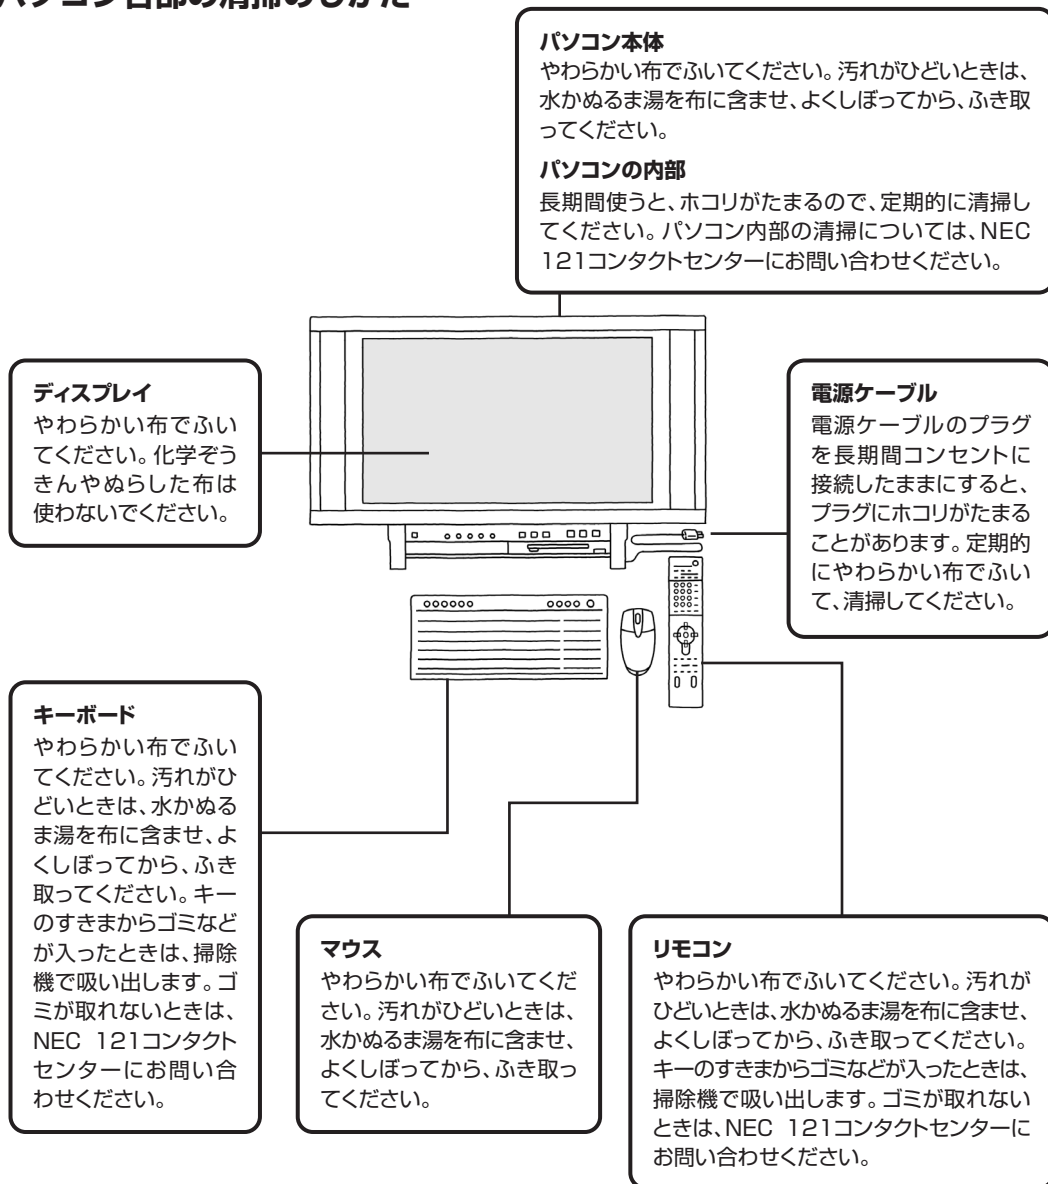 パソコン本体
やわらかい布でふいてください。汚れがひどいときは、
水かぬるま湯を布に含ませ、よくしぼってから、ふき取
ってください。
パソコンの内部
長期間使うと、ホコリがたまるので、定期的に清掃し
てください。パソコン内部の清掃については、NEC
121コンタクトセンターにお問い合わせください。
ディスプレイ
やわらかい布でふい
てください。化学ぞう
きんやぬらした布は
使わないでください。
電源ケーブル
電源ケーブルのプラグ
を長期間コンセントに
接続したままにすると、
プラグにホコリがたまる
ことがあります。定期的
にやわらかい布でふい
て、清掃してください。
キーボード
やわらかい布でふい
てください。汚れがひ
どいときは、水かぬる
ま湯を布に含ませ、よ
くしぼってから、ふき
取ってください。キー
のすきまからゴミなど
が入ったときは、掃除
機で吸い出します。ゴ
ミが取れないときは、
NEC 121コンタクト
センターにお問い合
わせください。
マウス
やわらかい布でふいてくだ
さい。汚れがひどいときは、
水かぬるま湯を布に含ませ、
よくしぼってから、ふき取っ
てください。
リモコン
やわらかい布でふいてください。汚れが
ひどいときは、水かぬるま湯を布に含ませ、
よくしぼってから、ふき取ってください。
キーのすきまからゴミなどが入ったときは、
掃除機で吸い出します。ゴミが取れない
ときは、NEC 121コンタクトセンターに
お問い合わせください。